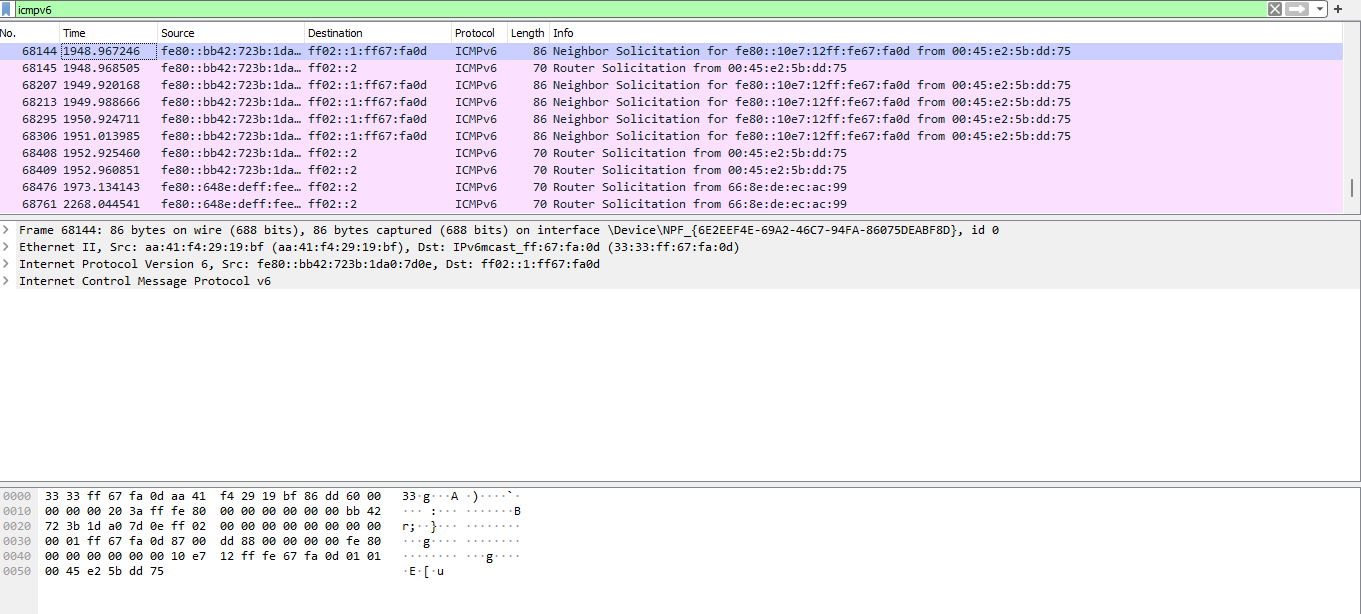 icmpv6
No. Time Source Destination Protocol Length Info
68144 1948.967246 fe80::bb42:723b:1da… ff02::1:ff67:fa0d ICMPv6 86 Neighbor Solicitation for fe80::10e7:12ff:fe67:fa0d from 00:45:e2:5b:dd:75
68145 1948.968505 fe80::bb42:723b:1da… ff02::2 ICMPv6 70 Router Solicitation from 00:45:e2:5b:dd:75
68207 1949.920168 fe80::bb42:723b:1da… ff02::1:ff67:fa0d ICMPv6 86 Neighbor Solicitation for fe80::10e7:12ff:fe67:fa0d from 00:45:e2:5b:dd:75
68213 1949.988666 fe80::bb42:723b:1da… ff02::1:ff67:fa0d ICMPv6 86 Neighbor Solicitation for fe80::10e7:12ff:fe67:fa0d from 00:45:e2:5b:dd:75
68295 1950.924711 fe80::bb42:723b:1da… ff02::1:ff67:fa0d ICMPv6 86 Neighbor Solicitation for fe80::10e7:12ff:fe67:fa0d from 00:45:e2:5b:dd:75
68306 1951.013985 fe80::bb42:723b:1da… ff02::1:ff67:fa0d ICMPv6 86 Neighbor Solicitation for fe80::10e7:12ff:fe67:fa0d from 00:45:e2:5b:dd:75
68408 1952.925460 fe80::bb42:723b:1da… ff02::2 ICMPv6 70 Router Solicitation from 00:45:e2:5b:dd:75
68409 1952.960851 fe80::bb42:723b:1da… ff02::2 ICMPv6 70 Router Solicitation from 00:45:e2:5b:dd:75
68476 1973.134143 fe80::648e:deff:fee… ff02::2 ICMPv6 70 Router Solicitation from 66:8e:de:ec:ac:99
68761 2268.044541 fe80::648e:deff:fee… ff02::2 ICMPv6 70 Router Solicitation from 66:8e:de:ec:ac:99
Frame 68144: 86 bytes on wire (688 bits), 86 bytes captured (688 bits) on interface \Device\NPF_{6E2EEF4E-69A2-46C7-94FA-86075DEABF8D}, id 0
Ethernet II, Src: aa:41:f4:29:19:bf (aa:41:f4:29:19:bf), Dst: IPv6mcast_ff:67:fa:0d (33:33:ff:67:fa:0d)
Internet Protocol Version 6, Src: fe80::bb42:723b:1da0:7d0e, Dst: ff02::1:ff67:fa0d
Internet Control Message Protocol v6
0000 33 33 ff 67 fa 0d aa 41 f4 29 19 bf 86 dd 60 00 33·g···A ·)····`·
0010 00 00 00 20 3a ff fe 80 00 00 00 00 00 00 bb 42 ··· :··· ·······B
0020 72 3b 1d a0 7d 0e ff 02 00 00 00 00 00 00 00 00 r;··}··· ········
0030 00 01 ff 67 fa 0d 87 00 dd 88 00 00 00 00 fe 80 ···g···· ········
0040 00 00 00 00 00 00 10 e7 12 ff fe 67 fa 0d 01 01 ········ ···g····
0050 00 45 e2 5b dd 75 ·E·[·u